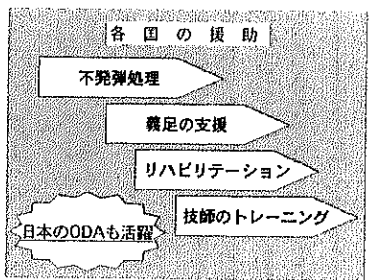 各国の援助
不発弾処理
義足の支援
リハビリテーション
技師のトレーニング
日本のODAも活躍